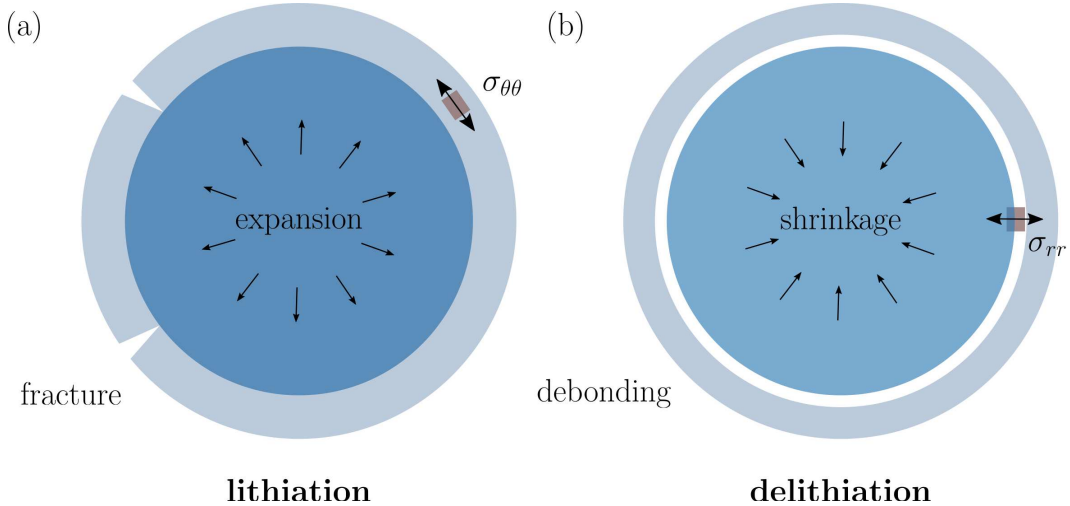 (a)
σθθ
expansion
fracture
lithiation
(b)
shrinkage
σrr
debonding
delithiation